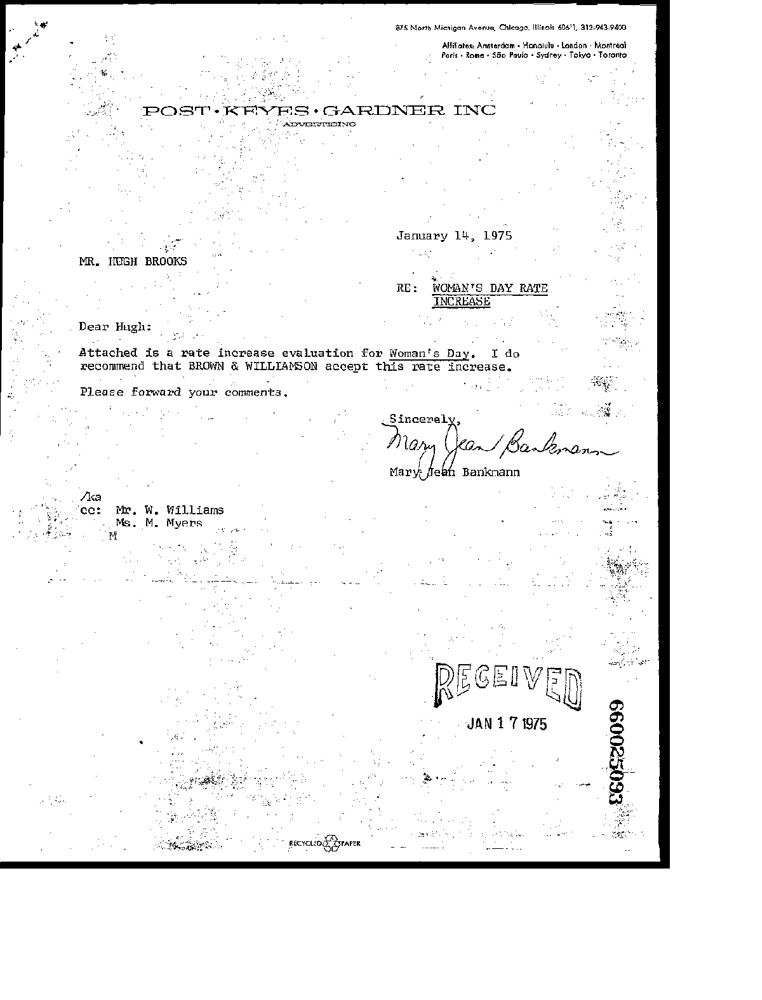 875 North Michigan Avenue, Chicago, Illinois 60611, 312-943-9400
Affiliates: Amsterdam • Honolulu • London • Montreal
Paris • Rome • São Paulo • Sydney • Tokyo • Toronto
POST•KEYES•GARDNER INC
ADVERTISING
January 14, 1975
MR. HUGH BROOKS
RE: WOMAN'S DAY RATE
INCREASE
Dear Hugh:
Attached is a rate increase evaluation for Woman's Day. I do
recommend that BROWN & WILLIAMSON accept this rate increase.
Please forward your comments.
Sincerely,
Mary Jean Bankmann
Mary Jean Bankmann
/ka
cc: Mr. W. Williams
Ms. M. Myers
M
RECEIVED
JAN 17 1975
660025093
RECYCLED PAPER